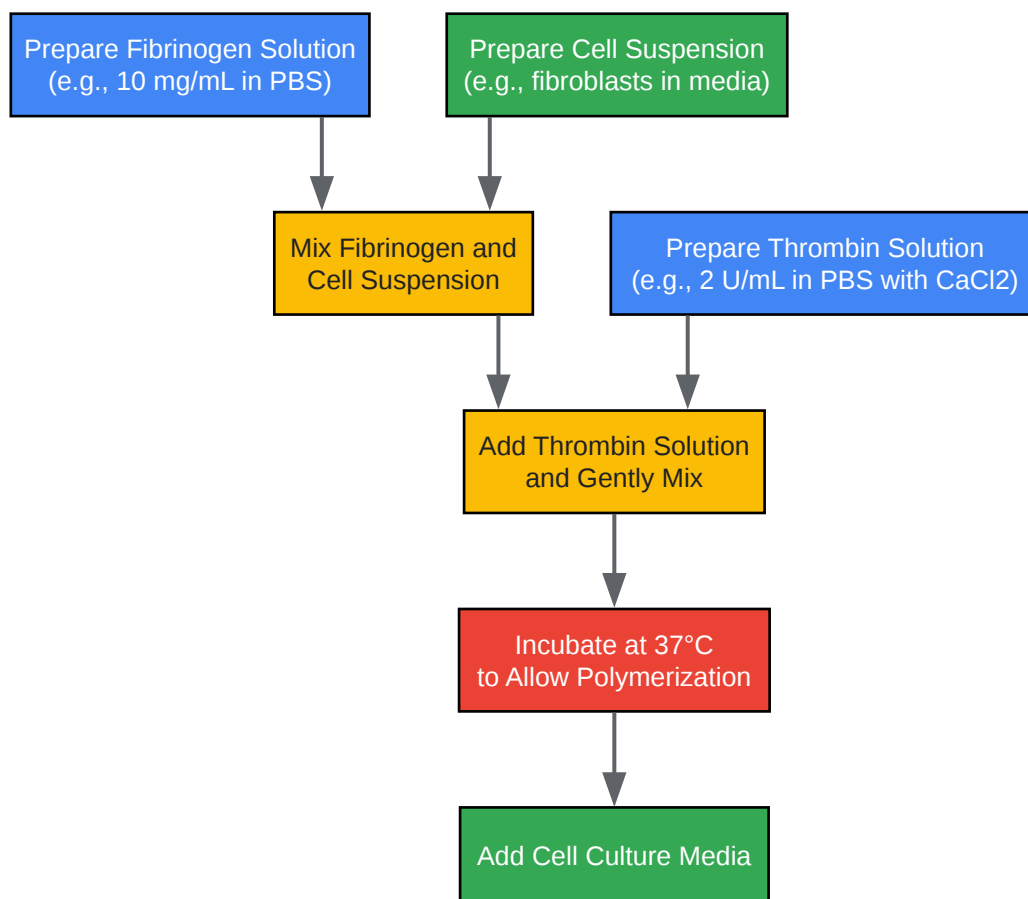 Prepare Fibrinogen Solution
(e.g., 10 mg/mL in PBS)
Prepare Cell Suspension
(e.g., fibroblasts in media)
Mix Fibrinogen and
Cell Suspension
Prepare Thrombin Solution
(e.g., 2 U/mL in PBS with CaCl2)
Add Thrombin Solution
and Gently Mix
Incubate at 37°C
to Allow Polymerization
Add Cell Culture Media